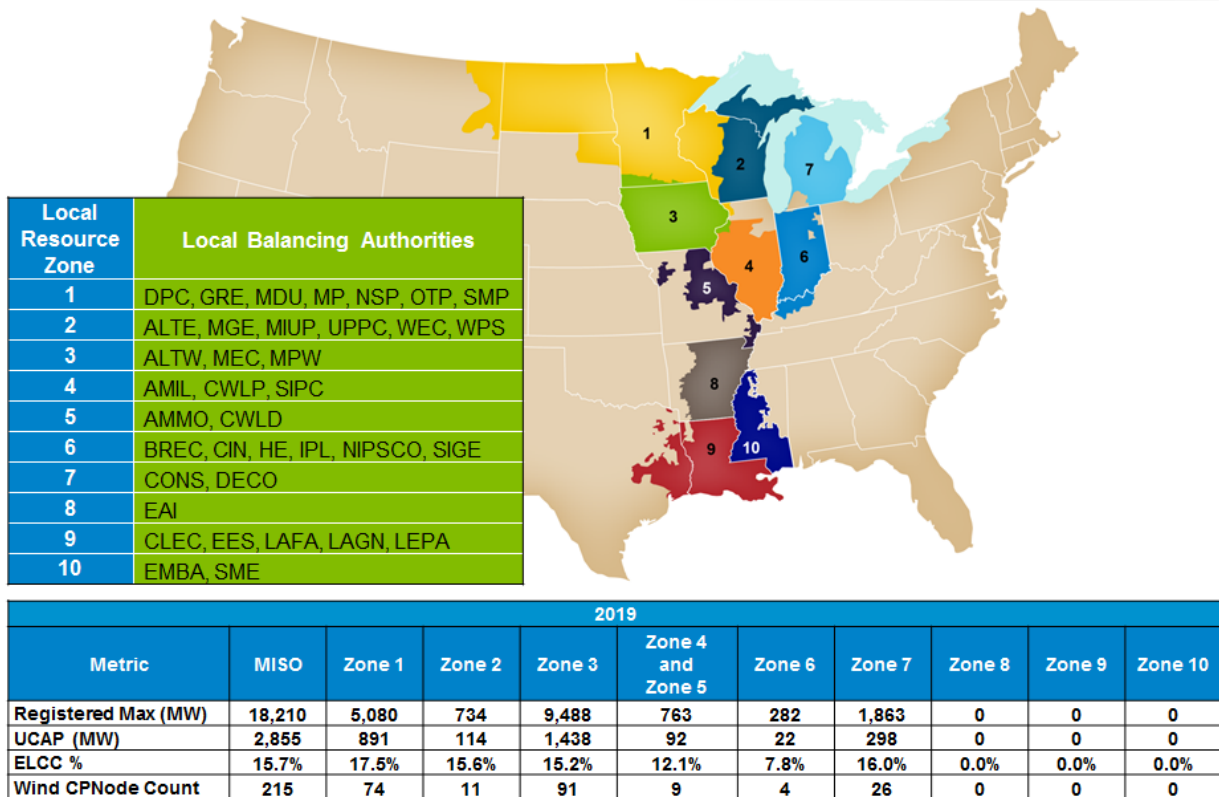 1
2
7
3
4
6
5
8
9
10
Local Resource Zone Local Balancing Authorities
1 DPC, GRE, MDU, MP, NSP, OTP, SMP
2 ALTE, MGE, MIUP, UPPC, WEC, WPS
3 ALTW, MEC, MPW
4 AMIL, CWLP, SIPC
5 AMMO, CWLD
6 BREC, CIN, HE, IPL, NIPSCO, SIGE
7 CONS, DECO
8 EAI
9 CLEC, EES, LAFA, LAGN, LEPA
10 EMBA, SME
2019
Metric MISO Zone 1 Zone 2 Zone 3 Zone 4 and Zone 5 Zone 6 Zone 7 Zone 8 Zone 9 Zone 10
Registered Max (MW) 18,210 5,080 734 9,488 763 282 1,863 0 0 0
UCAP (MW) 2,855 891 114 1,438 92 22 298 0 0 0
ELCC % 15.7% 17.5% 15.6% 15.2% 12.1% 7.8% 16.0% 0.0% 0.0% 0.0%
Wind CPNode Count 215 74 11 91 9 4 26 0 0 0